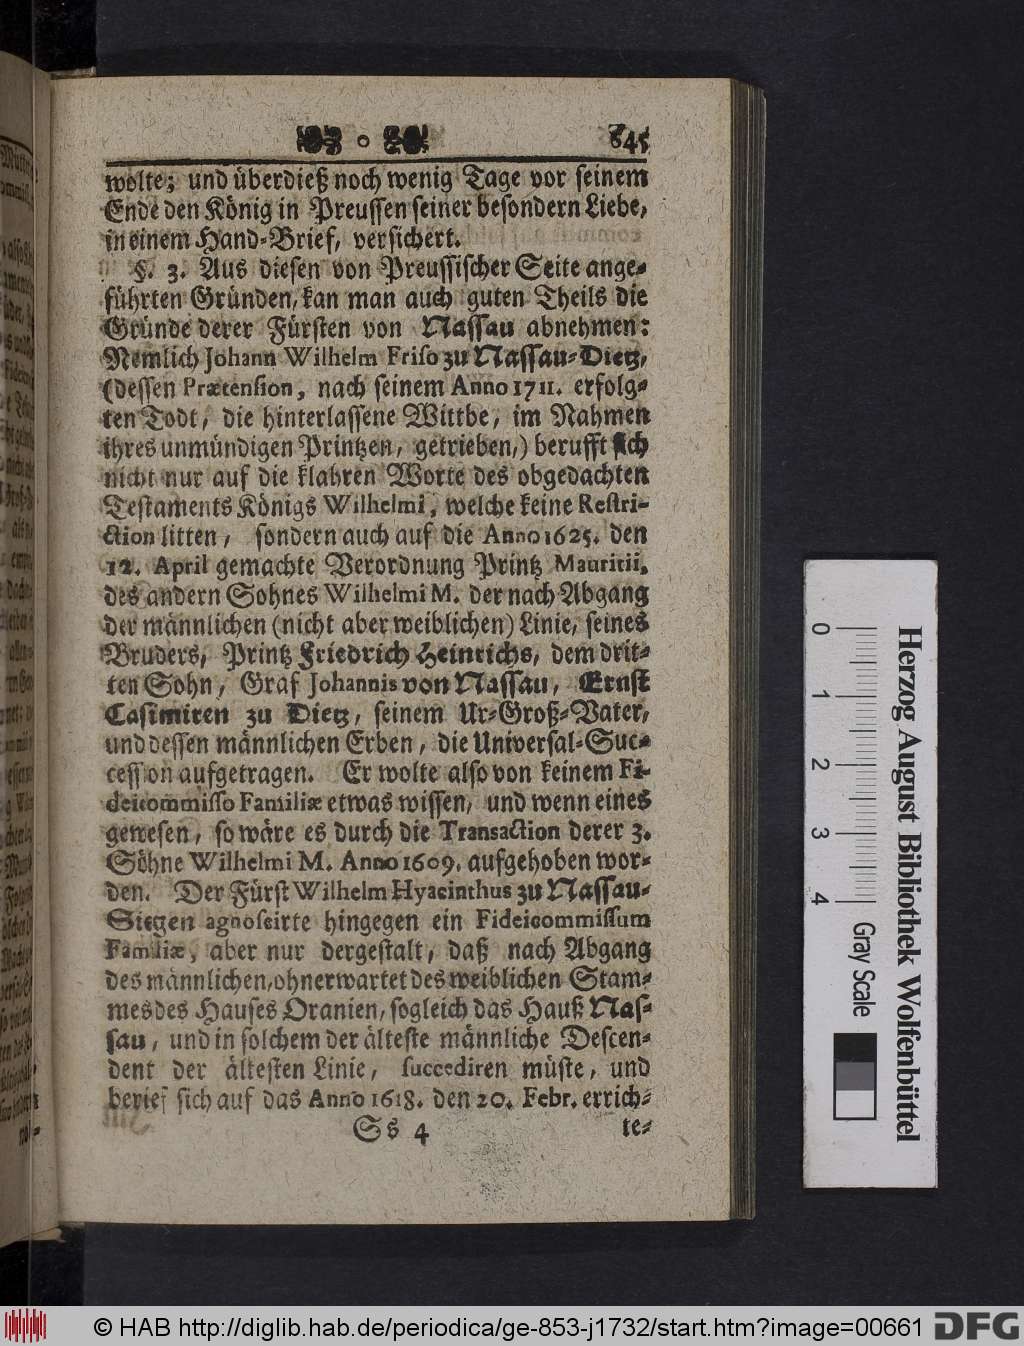 645
wolte; und überdieß noch wenig Tage vor seinem
Ende den König in Preussen seiner besondern Liebe,
in einem Hand-Brief, versichert.
§. 3. Aus diesen von Preussischer Seite ange-
führten Gründen, kan man auch guten Theils die
Gründe derer Fürsten von Nassau abnehmen:
Nemlich Johann Wilhelm Friso zu Nassau-Dietz,
(dessen Prætension, nach seinem Anno 1711. erfolg-
ten Todt, die hinterlassene Wittbe, im Nahmen
ihres unmündigen Printzen, getrieben,) berufft sich
nicht nur auf die klahren Worte des obgedachten
Testaments Königs Wilhelmi, welche keine Restri-
ction litten, sondern auch auf die Anno 1625. den
12. April gemachte Verordnung Printz Mauritii,
des andern Sohnes Wilhelmi M. der nach Abgang
der männlichen (nicht aber weiblichen) Linie, seines
Bruders, Printz Friedrich Heinrichs, dem drit-
ten Sohn, Graf Johannis von Nassau, Ernst
Casimiren zu Dietz, seinem Ur-Groß-Vater,
und dessen männlichen Erben, die Universal-Suc-
cession aufgetragen. Er wolte also von keinem Fi-
deicommisso Familiæ etwas wissen, und wenn eines
gewesen, so wäre es durch die Transaction derer 3.
Söhne Wilhelmi M. Anno 1609. aufgehoben wor-
den. Der Fürst Wilhelm Hyacinthus zu Nassau-
Siegen agnoscirte hingegen ein Fideicommissum
Familiæ, aber nur dergestalt, daß nach Abgang
des männlichen, ohnerwartet des weiblichen Stam-
mes des Hauses Oranien, sogleich das Hauß Nas-
sau, und in solchem der älteste männliche Descen-
dent der ältesten Linie, succediren müste, und
berief sich auf das Anno 1618. den 20. Febr. errich-
Ss 4 te-
0 1 2 3 4 Gray Scale
Herzog August Bibliothek Wolfenbüttel
© HAB http://diglib.hab.de/periodica/ge-853-j1732/start.htm?image=00661 DFG